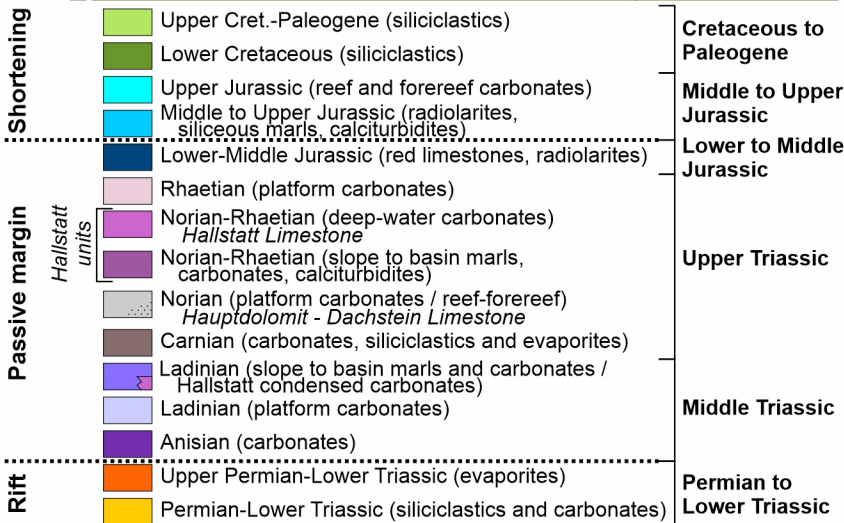 Shortening
Upper Cret.-Paleogene (siliciclastics)
Lower Cretaceous (siliciclastics)
Cretaceous to
Paleogene
Upper Jurassic (reef and forereef carbonates)
Middle to Upper Jurassic (radiolarites,
siliceous marls, calciturbidites)
Middle to Upper
Jurassic
Passive margin
Lower-Middle Jurassic (red limestones, radiolarites)
Lower to Middle
Jurassic
Rhaetian (platform carbonates)
Hallstatt
units
Norian-Rhaetian (deep-water carbonates)
Hallstatt Limestone
Norian-Rhaetian (slope to basin marls,
carbonates, calciturbidites)
Norian (platform carbonates / reef-forereef)
Hauptdolomit - Dachstein Limestone
Carnian (carbonates, siliciclastics and evaporites)
Upper Triassic
Ladinian (slope to basin marls and carbonates /
Hallstatt condensed carbonates)
Ladinian (platform carbonates)
Anisian (carbonates)
Middle Triassic
Rift
Upper Permian-Lower Triassic (evaporites)
Permian-Lower Triassic (siliciclastics and carbonates)
Permian to
Lower Triassic